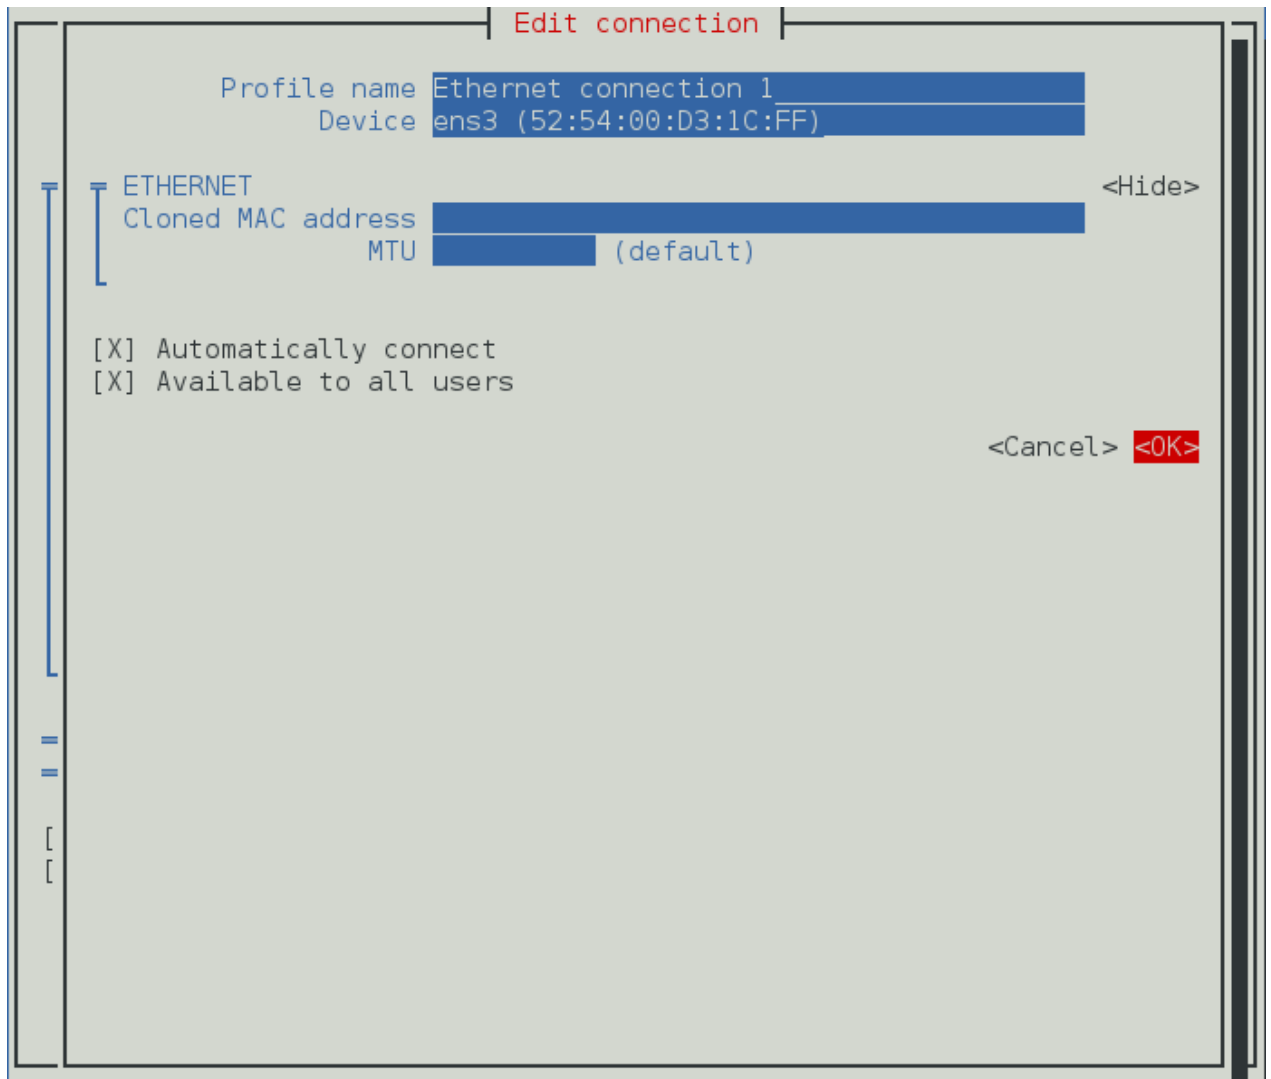 Edit connection
Profile name Ethernet connection 1
Device ens3 (52:54:00:D3:1C:FF)
ETHERNET <Hide>
Cloned MAC address
MTU (default)
[X] Automatically connect
[X] Available to all users
<Cancel> <OK>
[
[